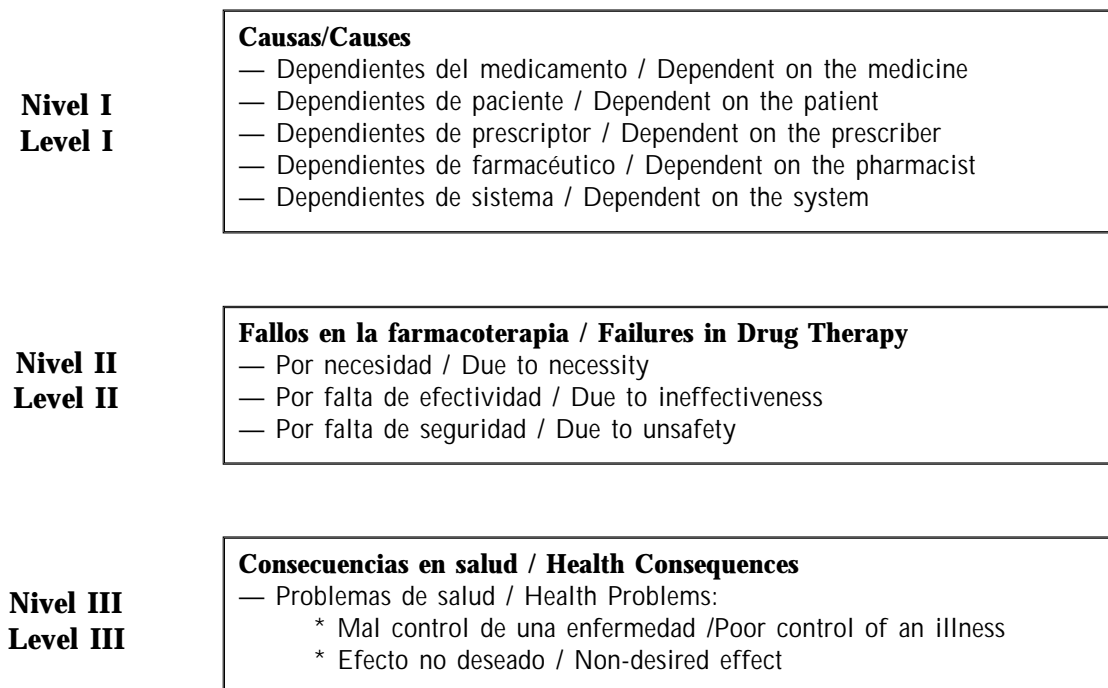 Nivel I
Level I
Causas/Causes
— Dependientes del medicamento / Dependent on the medicine
— Dependientes de paciente / Dependent on the patient
— Dependientes de prescriptor / Dependent on the prescriber
— Dependientes de farmacéutico / Dependent on the pharmacist
— Dependientes de sistema / Dependent on the system
Nivel II
Level II
Fallos en la farmacoterapia / Failures in Drug Therapy
— Por necesidad / Due to necessity
— Por falta de efectividad / Due to ineffectiveness
— Por falta de seguridad / Due to unsafety
Nivel III
Level III
Consecuencias en salud / Health Consequences
— Problemas de salud / Health Problems:
* Mal control de una enfermedad /Poor control of an illness
* Efecto no deseado / Non-desired effect